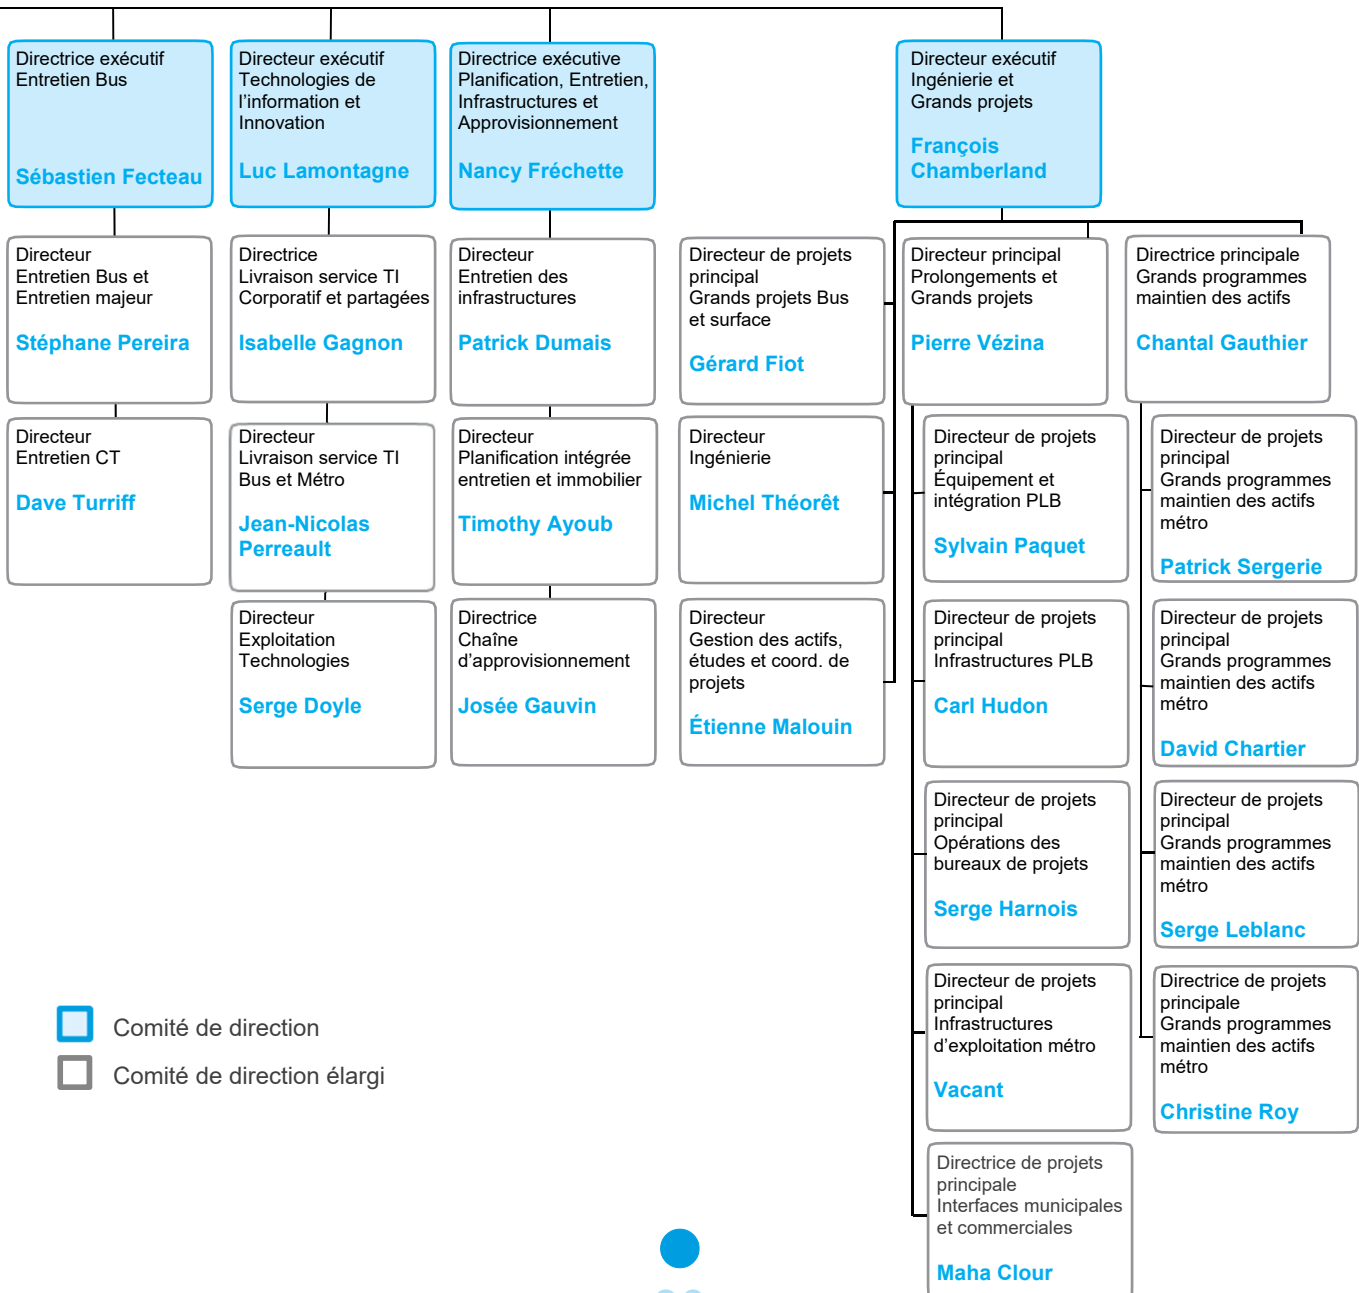 Directrice exécutif
Entretien Bus
Sébastien Fecteau
Directeur exécutif
Technologies de
l’information et
Innovation
Luc Lamontagne
Directrice exécutive
Planification, Entretien,
Infrastructures et
Approvisionnement
Nancy Fréchette
Directeur exécutif
Ingénierie et
Grands projets
François
Chamberland
Directeur
Entretien Bus et
Entretien majeur
Stéphane Pereira
Directrice
Livraison service TI
Corporatif et partagées
Isabelle Gagnon
Directeur
Entretien des
infrastructures
Patrick Dumais
Directeur de projets
principal
Grands projets Bus
et surface
Gérard Fiot
Directeur principal
Prolongements et
Grands projets
Pierre Vézina
Directrice principale
Grands programmes
maintien des actifs
Chantal Gauthier
Directeur
Entretien CT
Dave Turriff
Directeur
Livraison service TI
Bus et Métro
Jean-Nicolas
Perreault
Directeur
Planification intégrée
entretien et immobilier
Timothy Ayoub
Directeur
Ingénierie
Michel Théorêt
Directeur de projets
principal
Équipement et
intégration PLB
Sylvain Paquet
Directeur de projets
principal
Grands programmes
maintien des actifs
métro
Patrick Sergerie
Directeur
Exploitation
Technologies
Serge Doyle
Directrice
Chaîne
d’approvisionnement
Josée Gauvin
Directeur
Gestion des actifs,
études et coord. de
projets
Étienne Malouin
Directeur de projets
principal
Infrastructures PLB
Carl Hudon
Directeur de projets
principal
Grands programmes
maintien des actifs
métro
David Chartier
Directeur de projets
principal
Opérations des
bureaux de projets
Serge Harnois
Directeur de projets
principal
Grands programmes
maintien des actifs
métro
Serge Leblanc
Directeur de projets
principal
Infrastructures
d’exploitation métro
Vacant
Directrice de projets
principale
Grands programmes
maintien des actifs
métro
Christine Roy
Directrice de projets
principale
Interfaces municipales
et commerciales
Maha Clour
Comité de direction
Comité de direction élargi